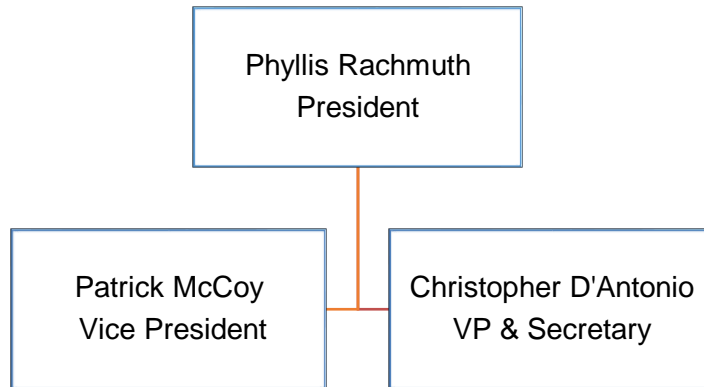 Phyllis Rachmuth
President
Patrick McCoy
Vice President
Christopher D'Antonio
VP & Secretary